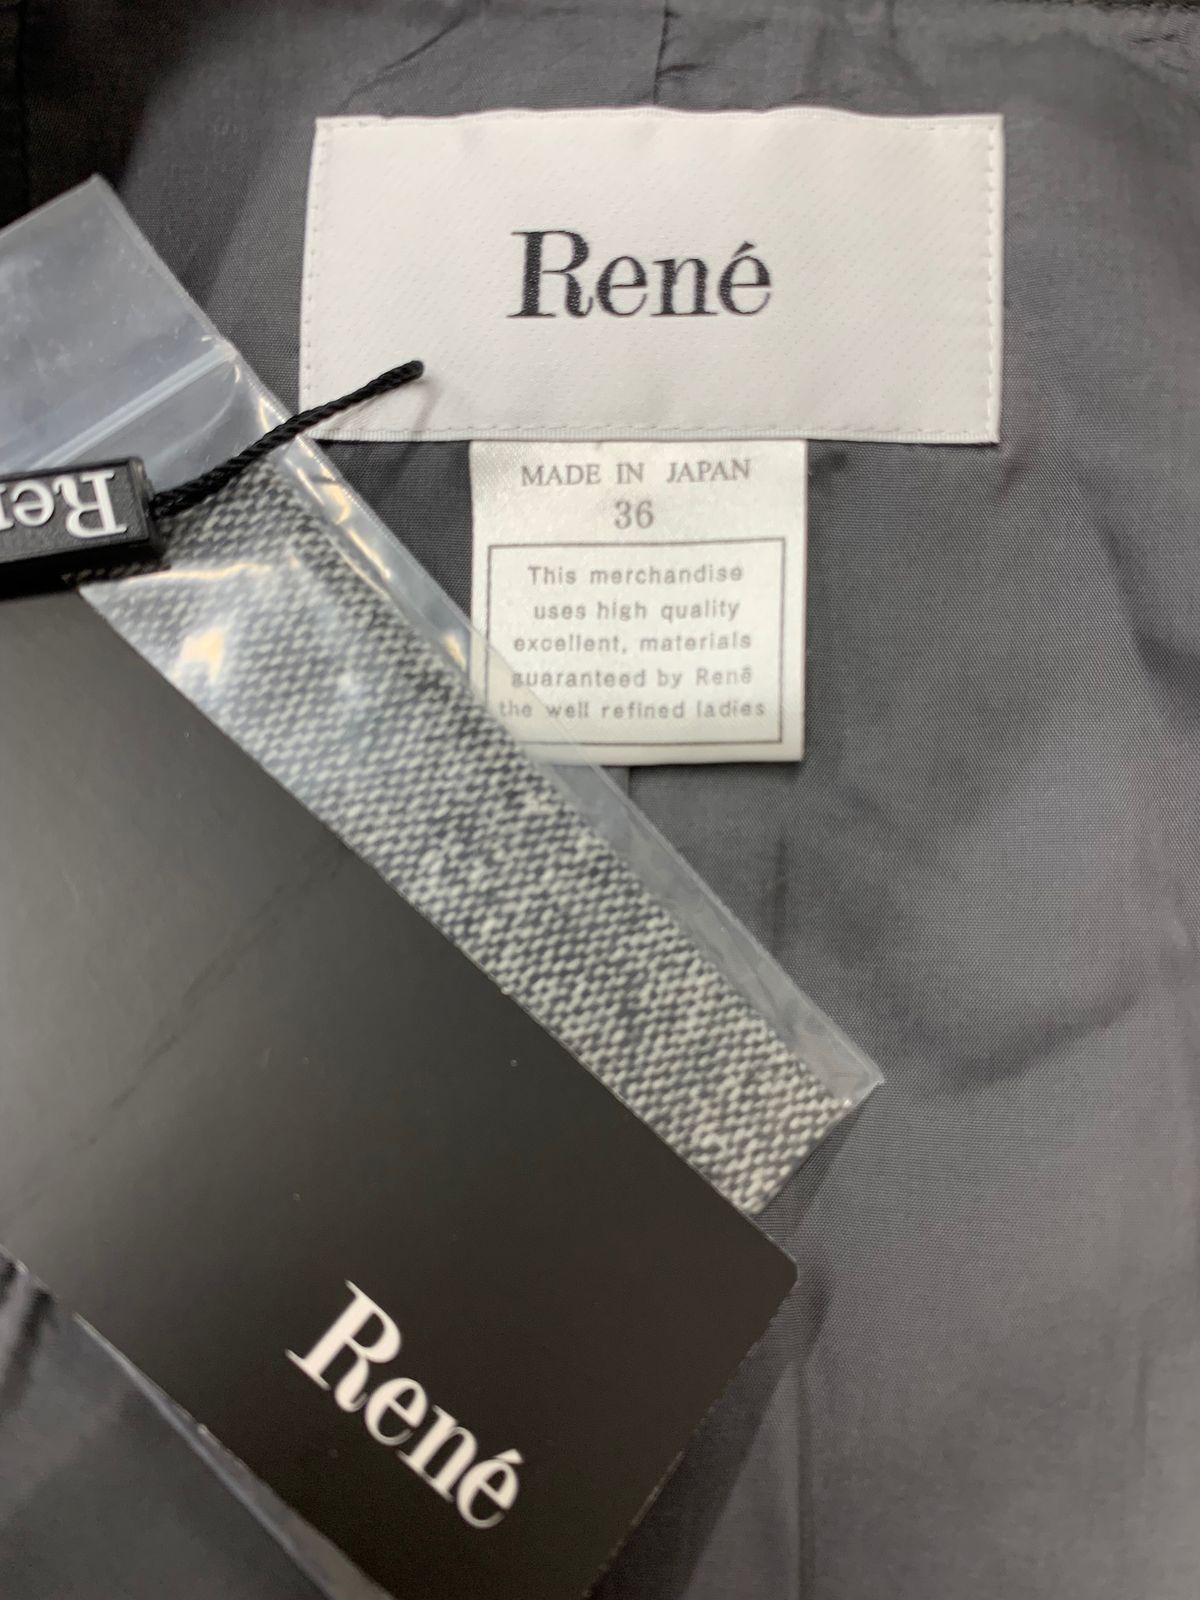 René
MADE IN JAPAN
36
This merchandise
uses high quality
excellent, materials
guaranteed by René
the well refined ladies
Re
René